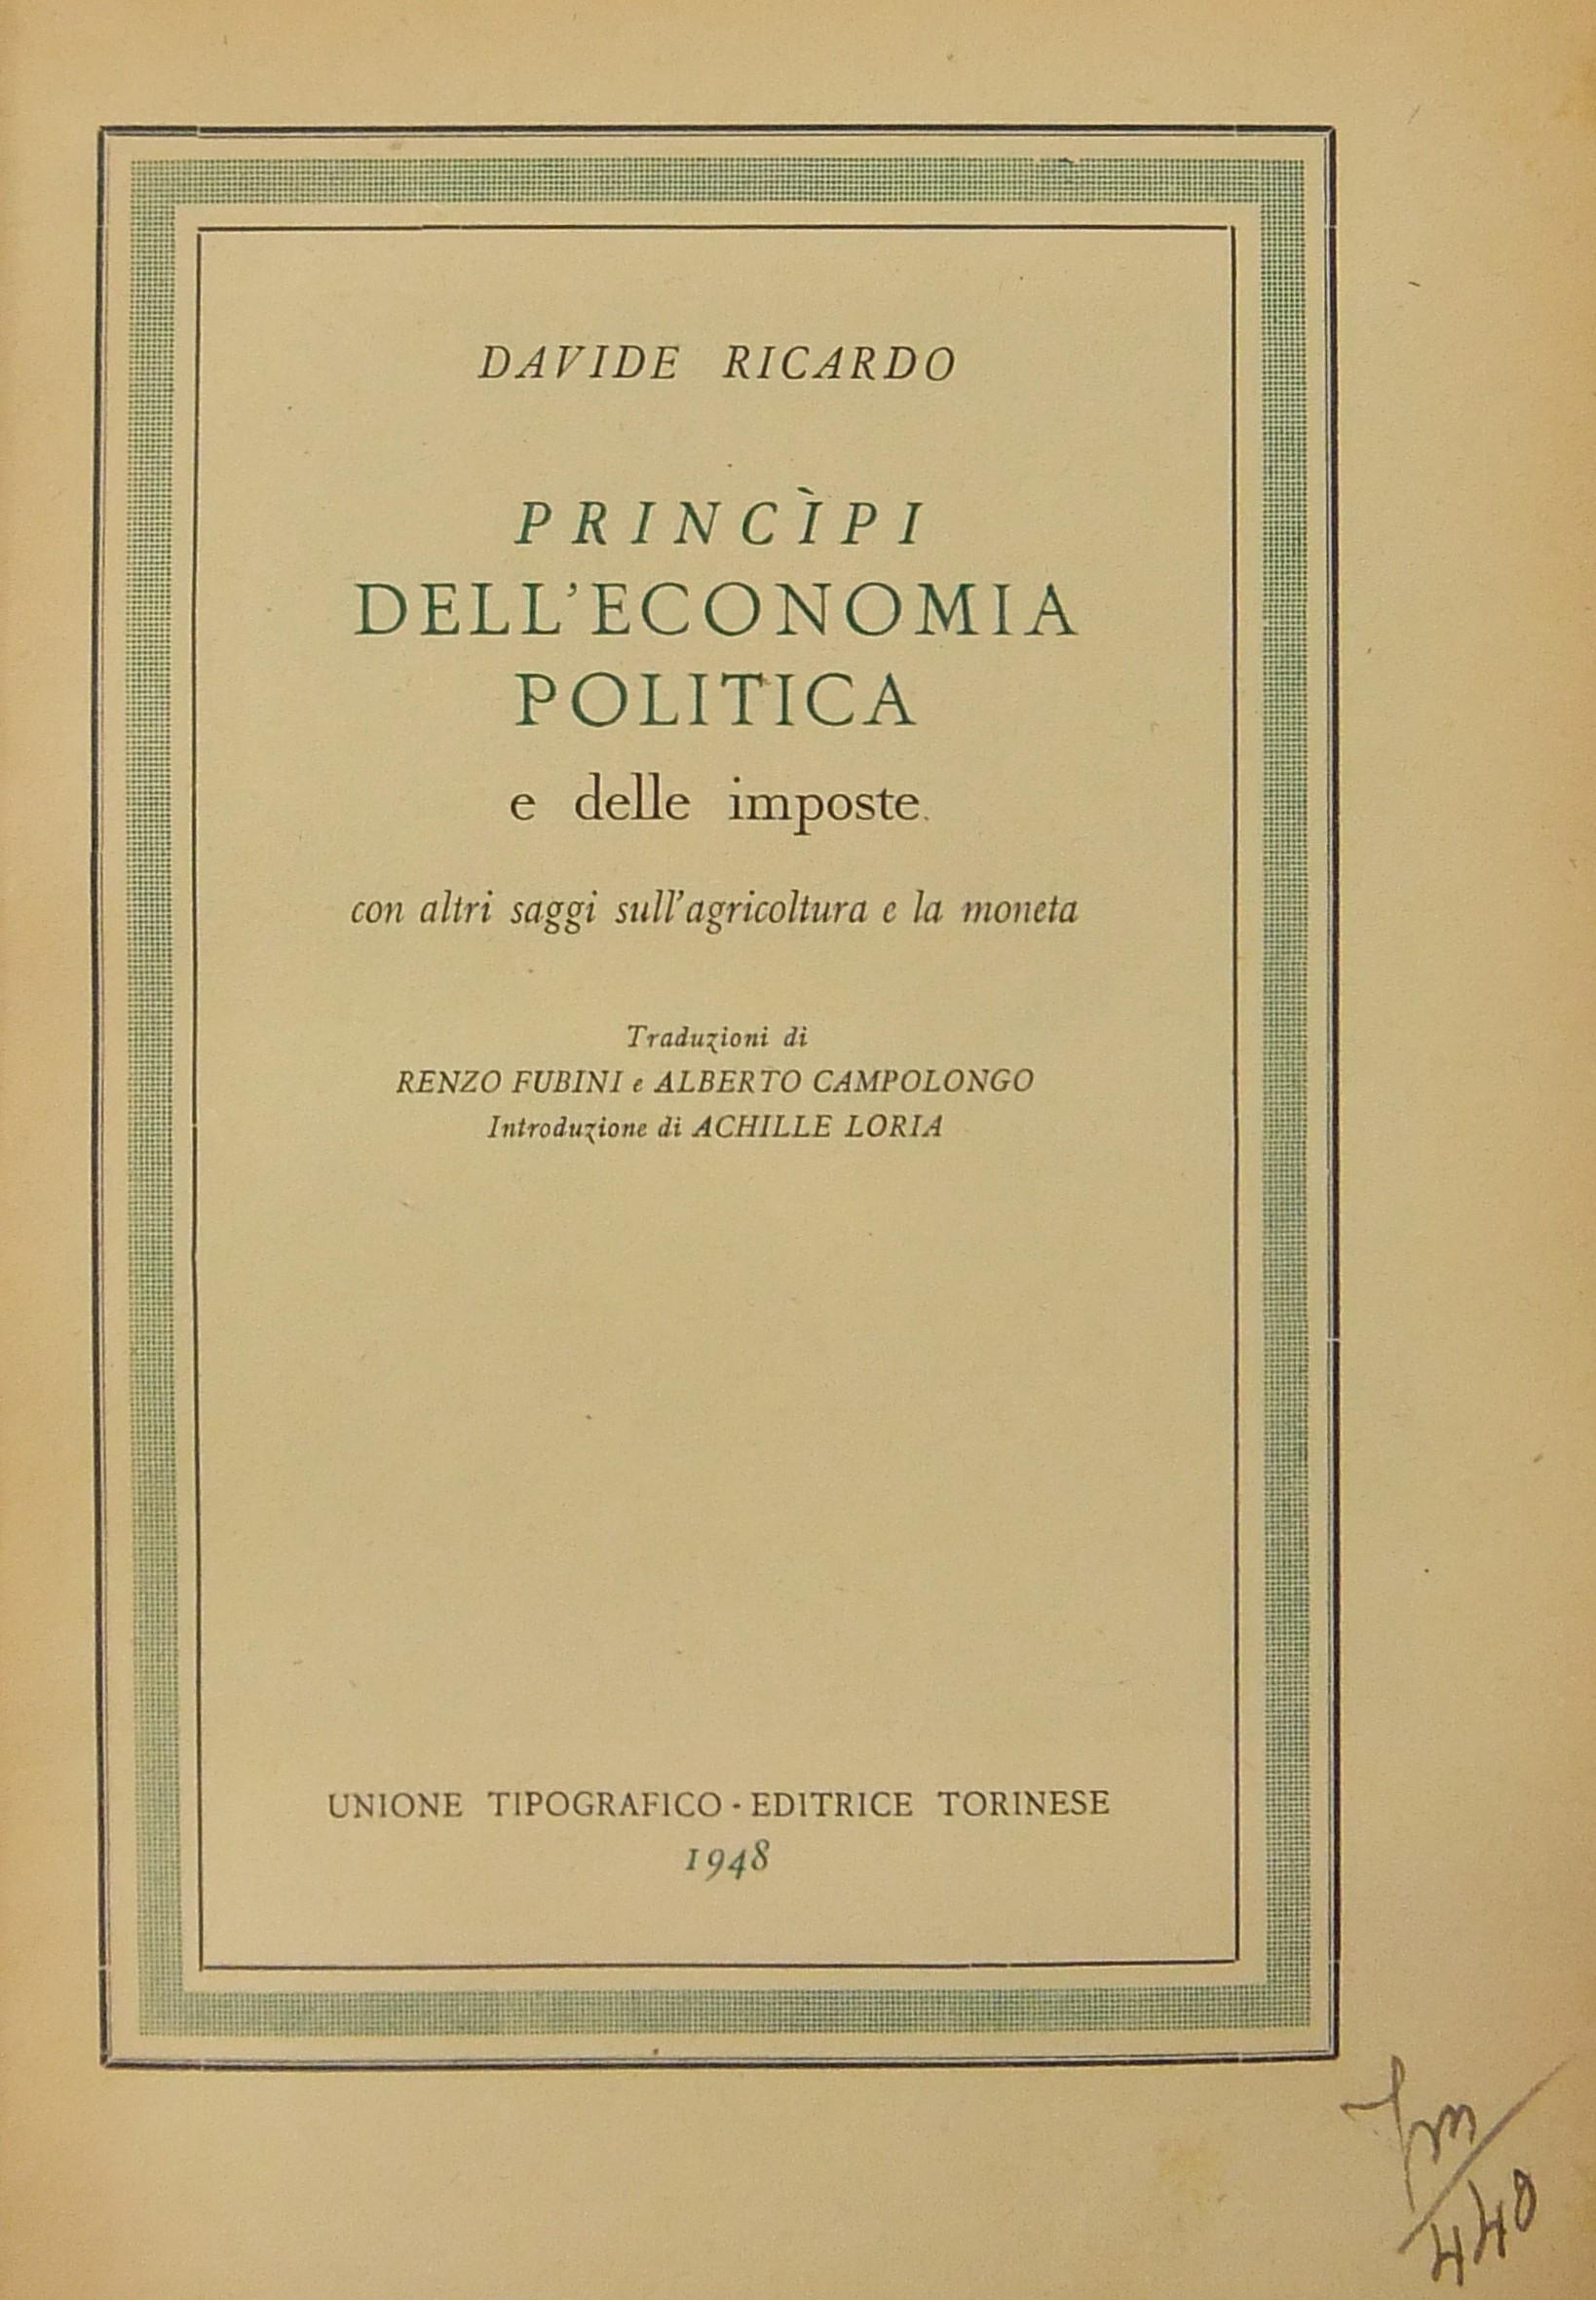 DAVIDE RICARDO
PRINCÌPI
DELL'ECONOMIA
POLITICA
e delle imposte
con altri saggi sull'agricoltura e la moneta
Traduzioni di
RENZO FUBINI e ALBERTO CAMPOLONGO
Introduzione di ACHILLE LORIA
UNIONE TIPOGRAFICO-EDITRICE TORINESE
1948
440